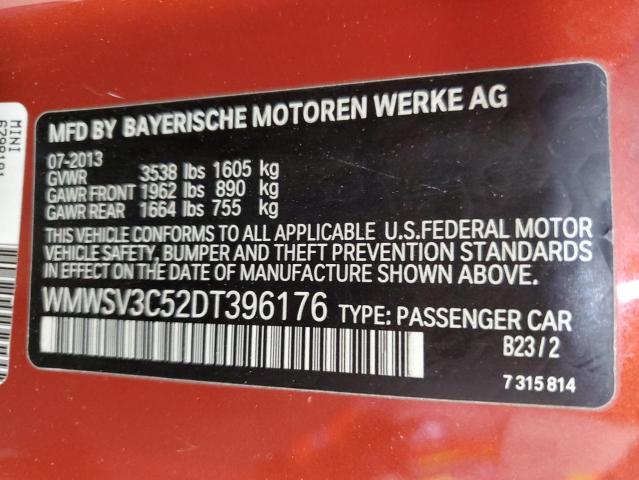 MFD BY BAYERISCHE MOTOREN WERKE AG
07-2013
GVWR 3538 lbs 1605 kg
GAWR FRONT 1962 lbs 890 kg
GAWR REAR 1664 lbs 755 kg
THIS VEHICLE CONFORMS TO ALL APPLICABLE U.S.FEDERAL MOTOR
VEHICLE SAFETY, BUMPER AND THEFT PREVENTION STANDARDS
IN EFFECT ON THE DATE OF MANUFACTURE SHOWN ABOVE.
WMWSV3C52DT396176 TYPE: PASSENGER CAR
B23/2
7 315 814
MINI